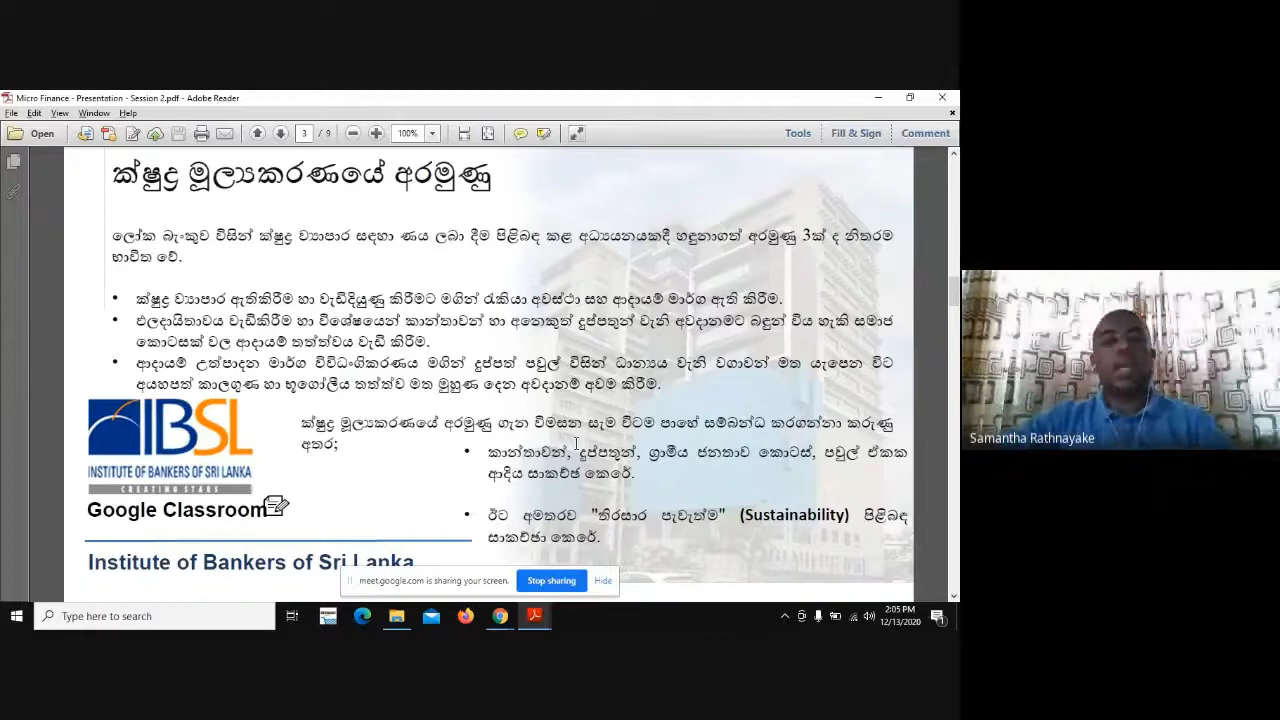 Micro Finance - Presentation - Session 2.pdf - Adobe Reader
File Edit View Window Help
Open 3 / 9 100% Tools Fill & Sign Comment
ක්ෂුද්‍ර මූල්‍යකරණයේ අරමුණු
ලෝක බැංකුව විසින් ක්ෂුද්‍ර ව්‍යාපාර සඳහා ණය ලබා දීම පිළිබඳ කළ අධ්‍යයනයකදී හඳුනාගත් අරමුණු 3ක් ද නිතරම
භාවිත වේ.
• ක්ෂුද්‍ර ව්‍යාපාර ඇතිකිරීම හා වැඩිදියුණු කිරීමට මගින් රැකියා අවස්ථා සහ ආදායම් මාර්ග ඇති කිරීම.
• ඵලදායිතාවය වැඩිකිරීම හා විශේෂයෙන් කාන්තාවන් හා අනෙකුත් දුප්පතුන් වැනි අවදානමට බඳුන් විය හැකි සමාජ
කොටසක් වල ආදායම් තත්ත්වය වැඩි කිරීම.
• ආදායම් උත්පාදන මාර්ග විවිධාංගිකරණය මගින් දුප්පත් පවුල් විසින් ධාන්‍යය වැනි වගාවන් මත යැපෙන විට
අයහපත් කාලගුණ හා භූගෝලීය තත්ත්ව මත මුහුණ දෙන අවදානම් අවම කිරීම.
ක්ෂුද්‍ර මූල්‍යකරණයේ අරමුණු ගැන විමසන සැම විටම පාහේ සම්බන්ධ කරගන්නා කරුණු
අතර;
• කාන්තාවන්, දුප්පතුන්, ග්‍රාමීය ජනතාව කොටස්, පවුල් ඒකක
ආදිය සාකච්ඡ කෙරේ.
• ඊට අමතරව "තිරසාර පැවැත්ම" (Sustainability) පිළිබඳ
සාකච්ඡා කෙරේ.
IBSL
INSTITUTE OF BANKERS OF SRI LANKA
CREATING STARS
Google Classroom
Institute of Bankers of Sri Lanka
meet.google.com is sharing your screen. Stop sharing Hide
Type here to search
2:05 PM
12/13/2020
1
Samantha Rathnayake